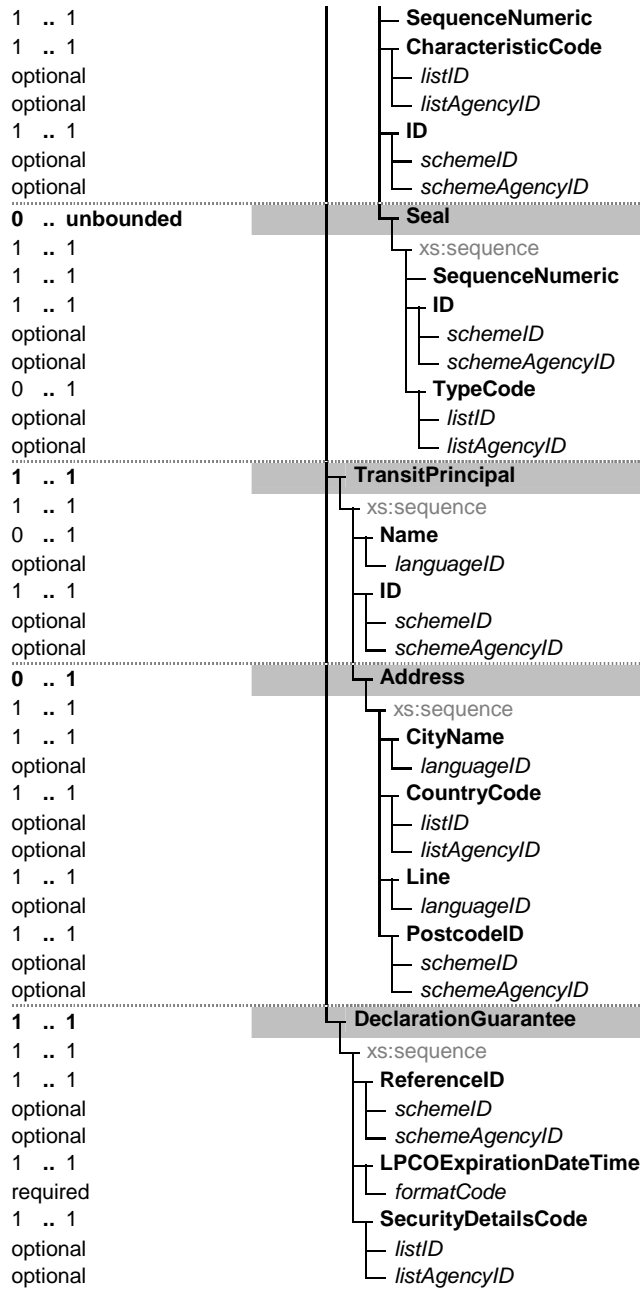 1 .. 1 SequenceNumeric
1 .. 1 CharacteristicCode
optional listID
optional listAgencyID
1 .. 1 ID
optional schemeID
optional schemeAgencyID
0 .. unbounded Seal
1 .. 1 xs:sequence
1 .. 1 SequenceNumeric
1 .. 1 ID
optional schemeID
optional schemeAgencyID
0 .. 1 TypeCode
optional listID
optional listAgencyID
1 .. 1 TransitPrincipal
1 .. 1 xs:sequence
0 .. 1 Name
optional languageID
1 .. 1 ID
optional schemeID
optional schemeAgencyID
0 .. 1 Address
1 .. 1 xs:sequence
1 .. 1 CityName
optional languageID
1 .. 1 CountryCode
optional listID
optional listAgencyID
1 .. 1 Line
optional languageID
1 .. 1 PostcodeID
optional schemeID
optional schemeAgencyID
1 .. 1 DeclarationGuarantee
1 .. 1 xs:sequence
1 .. 1 ReferenceID
optional schemeID
optional schemeAgencyID
1 .. 1 LPCOExpirationDateTime
required formatCode
1 .. 1 SecurityDetailsCode
optional listID
optional listAgencyID